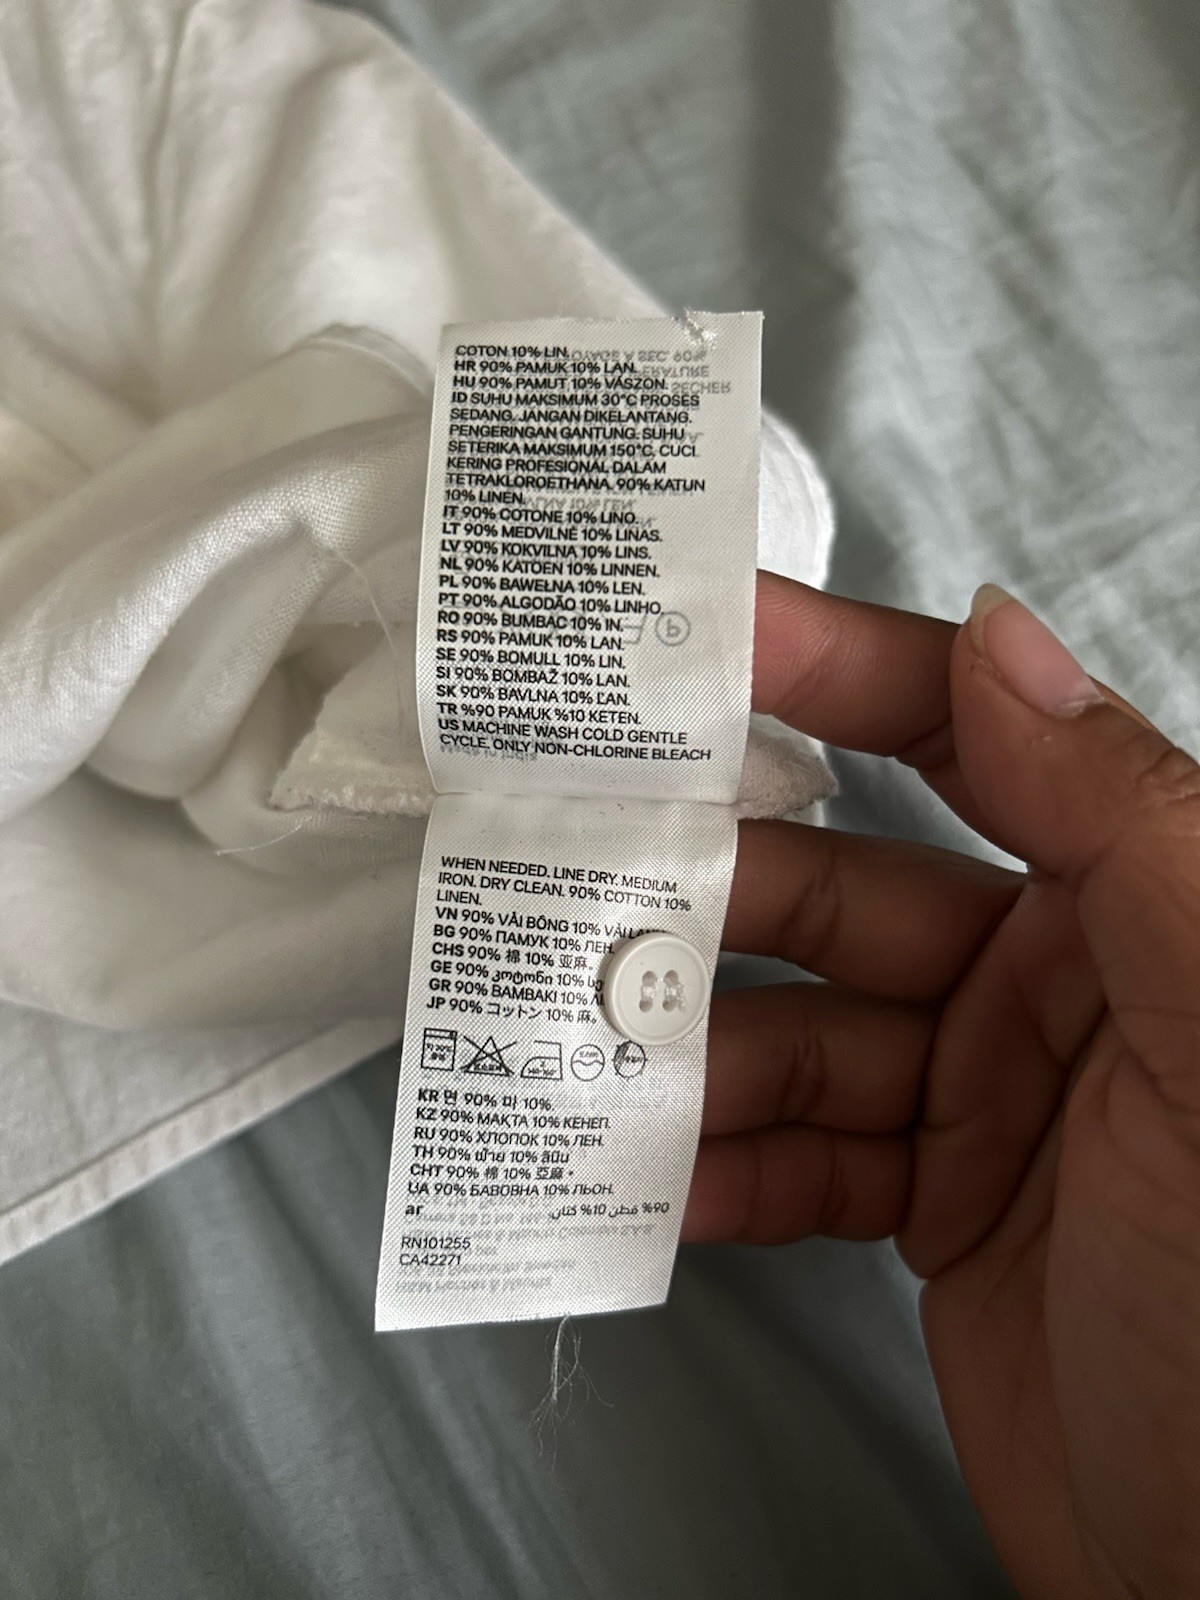 COTON 10% LIN.
HR 90% PAMUK 10% LAN.
HU 90% PAMUT 10% VÁSZON.
ID SUHU MAKSIMUM 30°C PROSES
SEDANG. JANGAN DIKELANTANG.
PENGERINGAN GANTUNG. SUHU
SETERIKA MAKSIMUM 150°C, CUCI
KERING PROFESIONAL DALAM
TETRAKLOROETHANA. 90% KATUN
10% LINEN.
IT 90% COTONE 10% LINO.
LT 90% MEDVILNĖ 10% LINAS.
LV 90% KOKVILNA 10% LINS.
NL 90% KATOEN 10% LINNEN.
PL 90% BAWEŁNA 10% LEN.
PT 90% ALGODÃO 10% LINHO.
RO 90% BUMBAC 10% IN.
RS 90% PAMUK 10% LAN.
SE 90% BOMULL 10% LIN.
SI 90% BOMBAŽ 10% LAN.
SK 90% BAVLNA 10% ĽAN.
TR %90 PAMUK %10 KETEN.
US MACHINE WASH COLD GENTLE
CYCLE. ONLY NON-CHLORINE BLEACH
WHEN NEEDED. LINE DRY. MEDIUM
IRON. DRY CLEAN. 90% COTTON 10%
LINEN.
VN 90% VẢI BÔNG 10% VẢI
BG 90% ПАМУК 10% ЛЕН.
CHS 90% 棉 10% 亚麻。
GE 90% ბოტონი 10%
GR 90% ΒΑΜΒΑΚΙ 10%
JP 90% コットン 10% 麻。
KR 면 90% 마 10%.
KZ 90% МАҚТА 10% КЕНЕП.
RU 90% ХЛОПОК 10% ЛЕН.
TH 90% ฝ้าย 10% ลินิน
CHT 90% 棉 10% 亞麻。
UA 90% БАВОВНА 10% ЛЬОН.
ar 90% قطن 10% كتان.
RN101255
CA42271